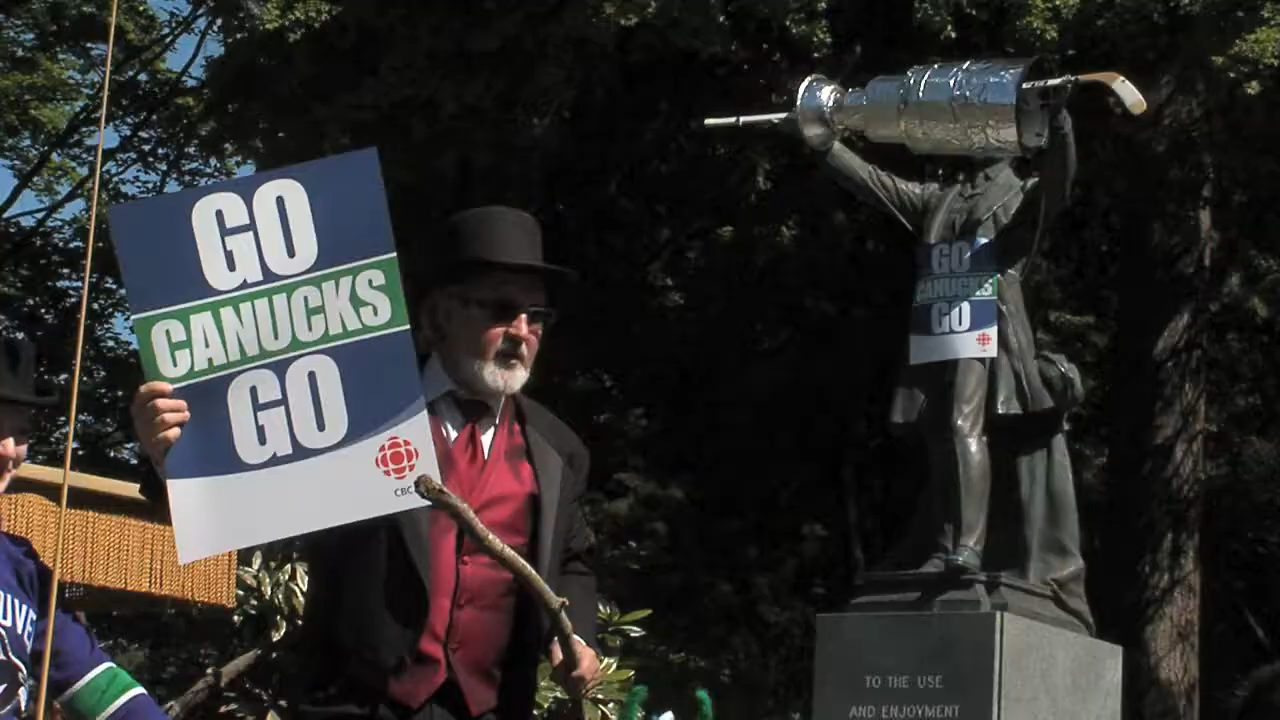 GO
CANUCKS
GO
CBC
GO
CANUCKS
GO
TO THE USE
AND ENJOYMENT